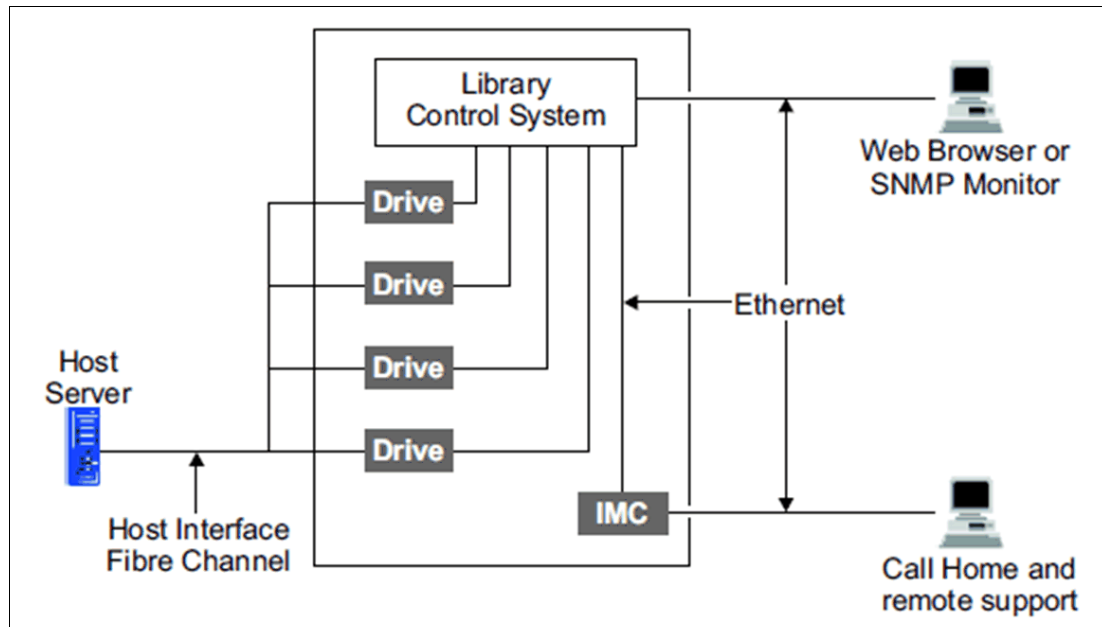 Library
Control System
Web Browser or
SNMP Monitor
Drive
Drive
Ethernet
Drive
Host
Server
Drive
IMC
Host Interface
Fibre Channel
Call Home and
remote support